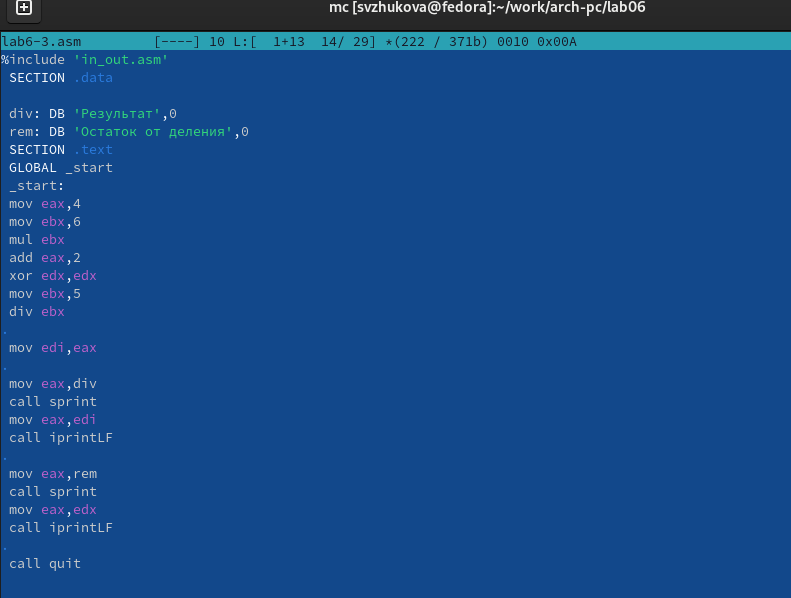 mc [svzhukova@fedora]:~/work/arch-pc/lab06
lab6-3.asm [----] 10 L:[ 1+13 14/ 29] *(222 / 371b) 0010 0x00A
%include 'in_out.asm'
SECTION .data
div: DB 'Результат',0
rem: DB 'Остаток от деления',0
SECTION .text
GLOBAL _start
_start:
mov eax,4
mov ebx,6
mul ebx
add eax,2
xor edx,edx
mov ebx,5
div ebx
.
mov edi,eax
.
mov eax,div
call sprint
mov eax,edi
call iprintLF
.
mov eax,rem
call sprint
mov eax,edx
call iprintLF
.
call quit